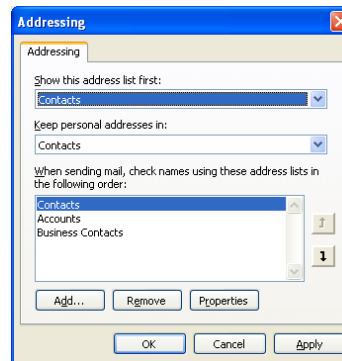 Addressing
Addressing
Show this address list first:
Contacts
Keep personal addresses in:
Contacts
When sending mail, check names using these address lists in
the following order:
Contacts
Accounts
Business Contacts
Add...
Remove
Properties
OK
Cancel
Apply